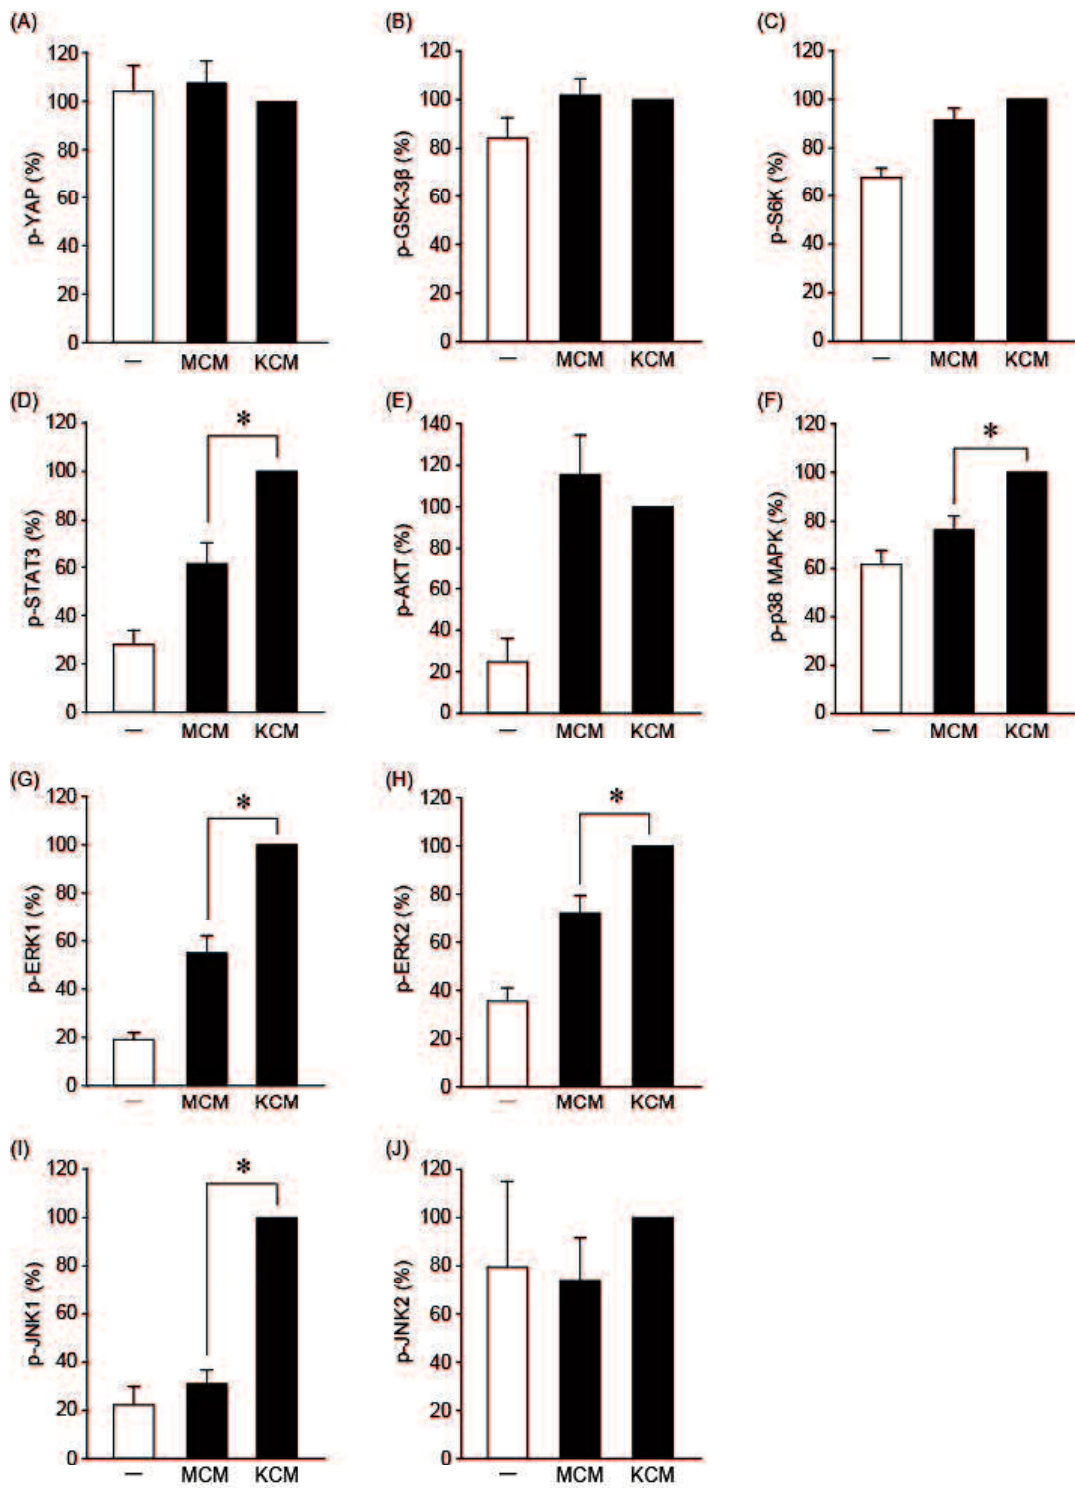 (A)
p-YAP (%)
120
100
80
60
40
20
0
— MCM KCM
(B)
p-GSK-3β (%)
120
100
80
60
40
20
0
— MCM KCM
(C)
p-S6K (%)
120
100
80
60
40
20
0
— MCM KCM
(D)
p-STAT3 (%)
120
100
80
60
40
20
0
*
— MCM KCM
(E)
p-AKT (%)
140
120
100
80
60
40
20
0
— MCM KCM
(F)
p-p38 MAPK (%)
120
100
80
60
40
20
0
*
— MCM KCM
(G)
p-ERK1 (%)
120
100
80
60
40
20
0
*
— MCM KCM
(H)
p-ERK2 (%)
120
100
80
60
40
20
0
*
— MCM KCM
(I)
p-JNK1 (%)
120
100
80
60
40
20
0
*
— MCM KCM
(J)
p-JNK2 (%)
120
100
80
60
40
20
0
— MCM KCM